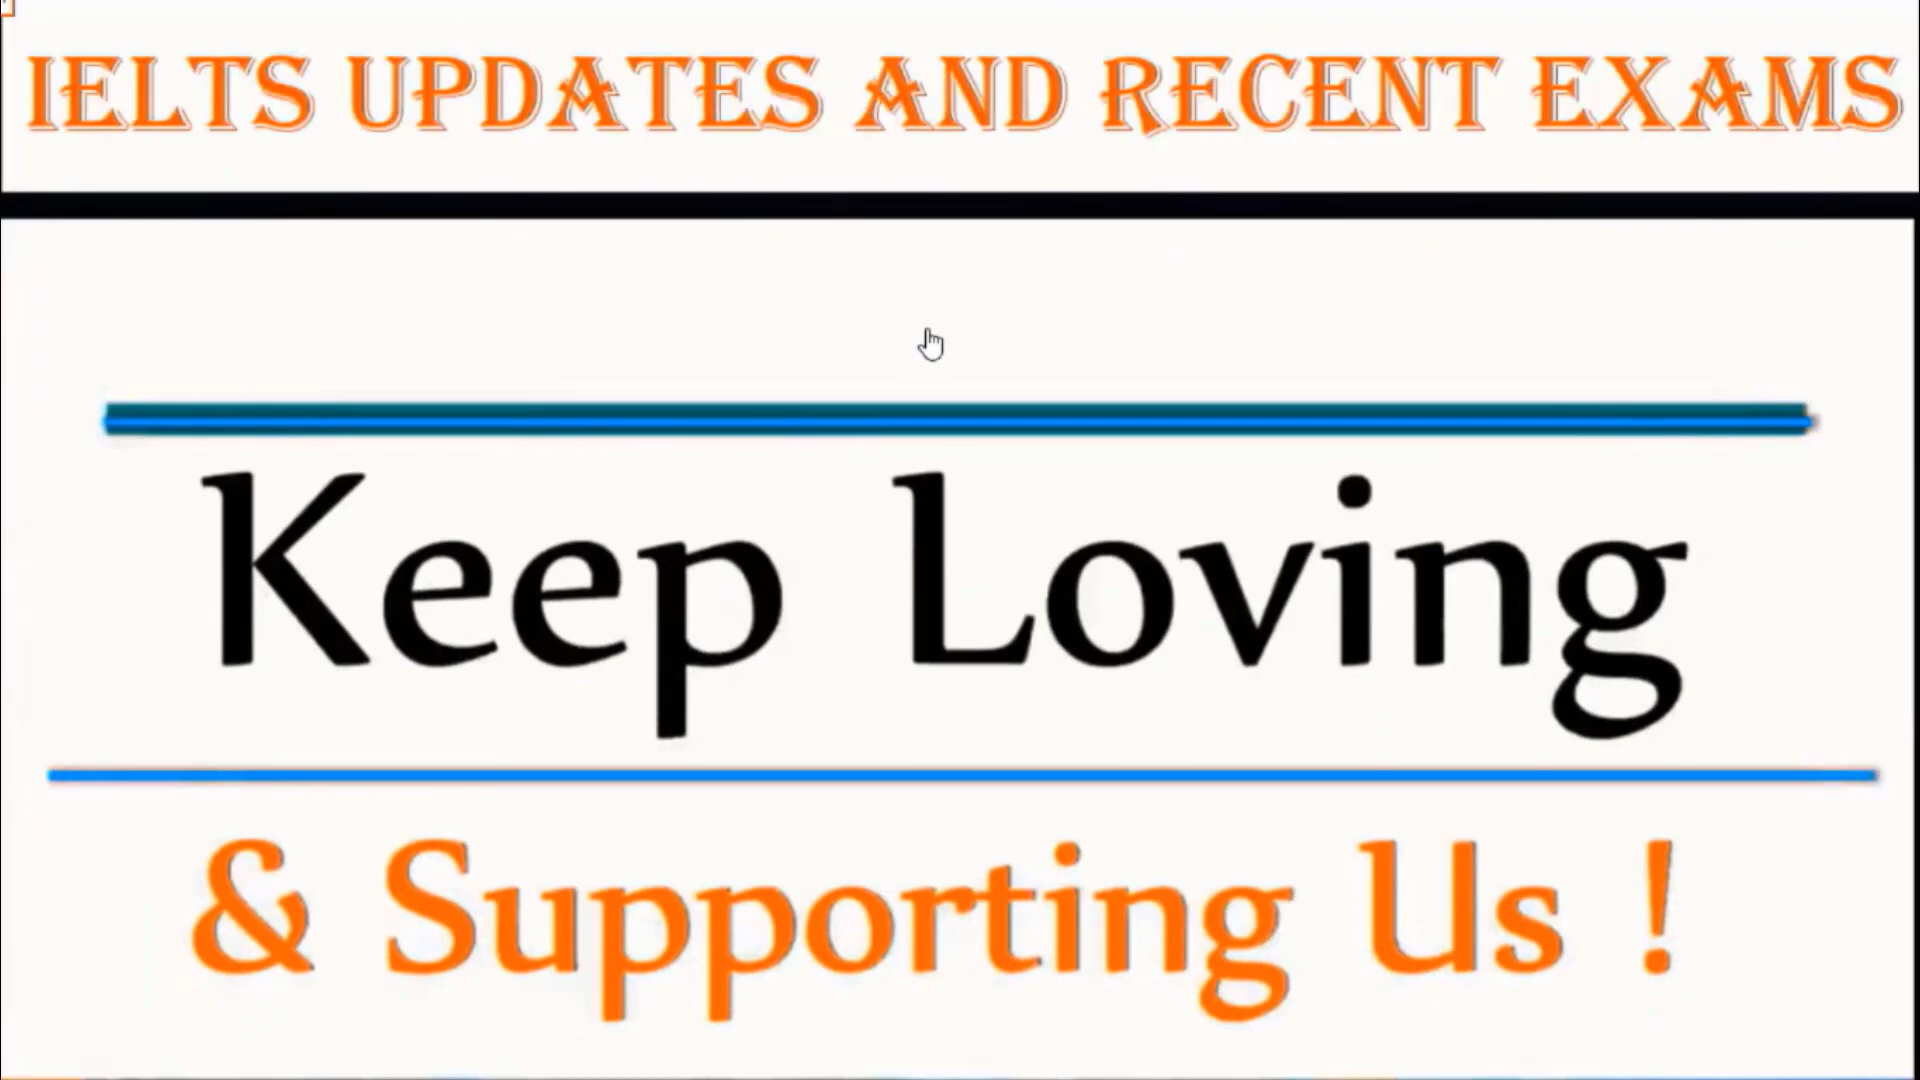 IELTS UPDATES AND RECENT EXAMS
Keep Loving
& Supporting Us !